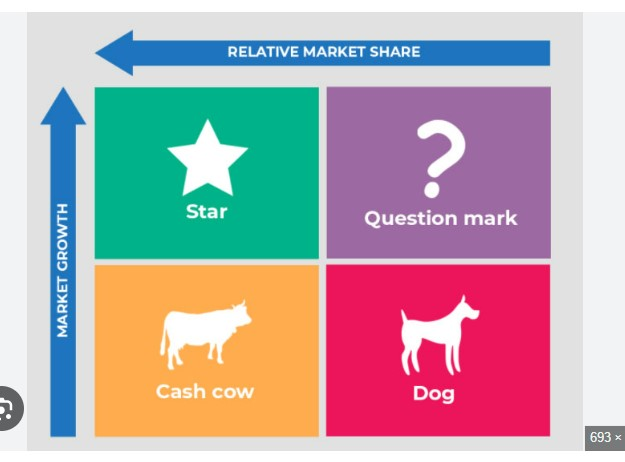 RELATIVE MARKET SHARE
MARKET GROWTH
Star
?
Question mark
Cash cow
Dog
693 ×